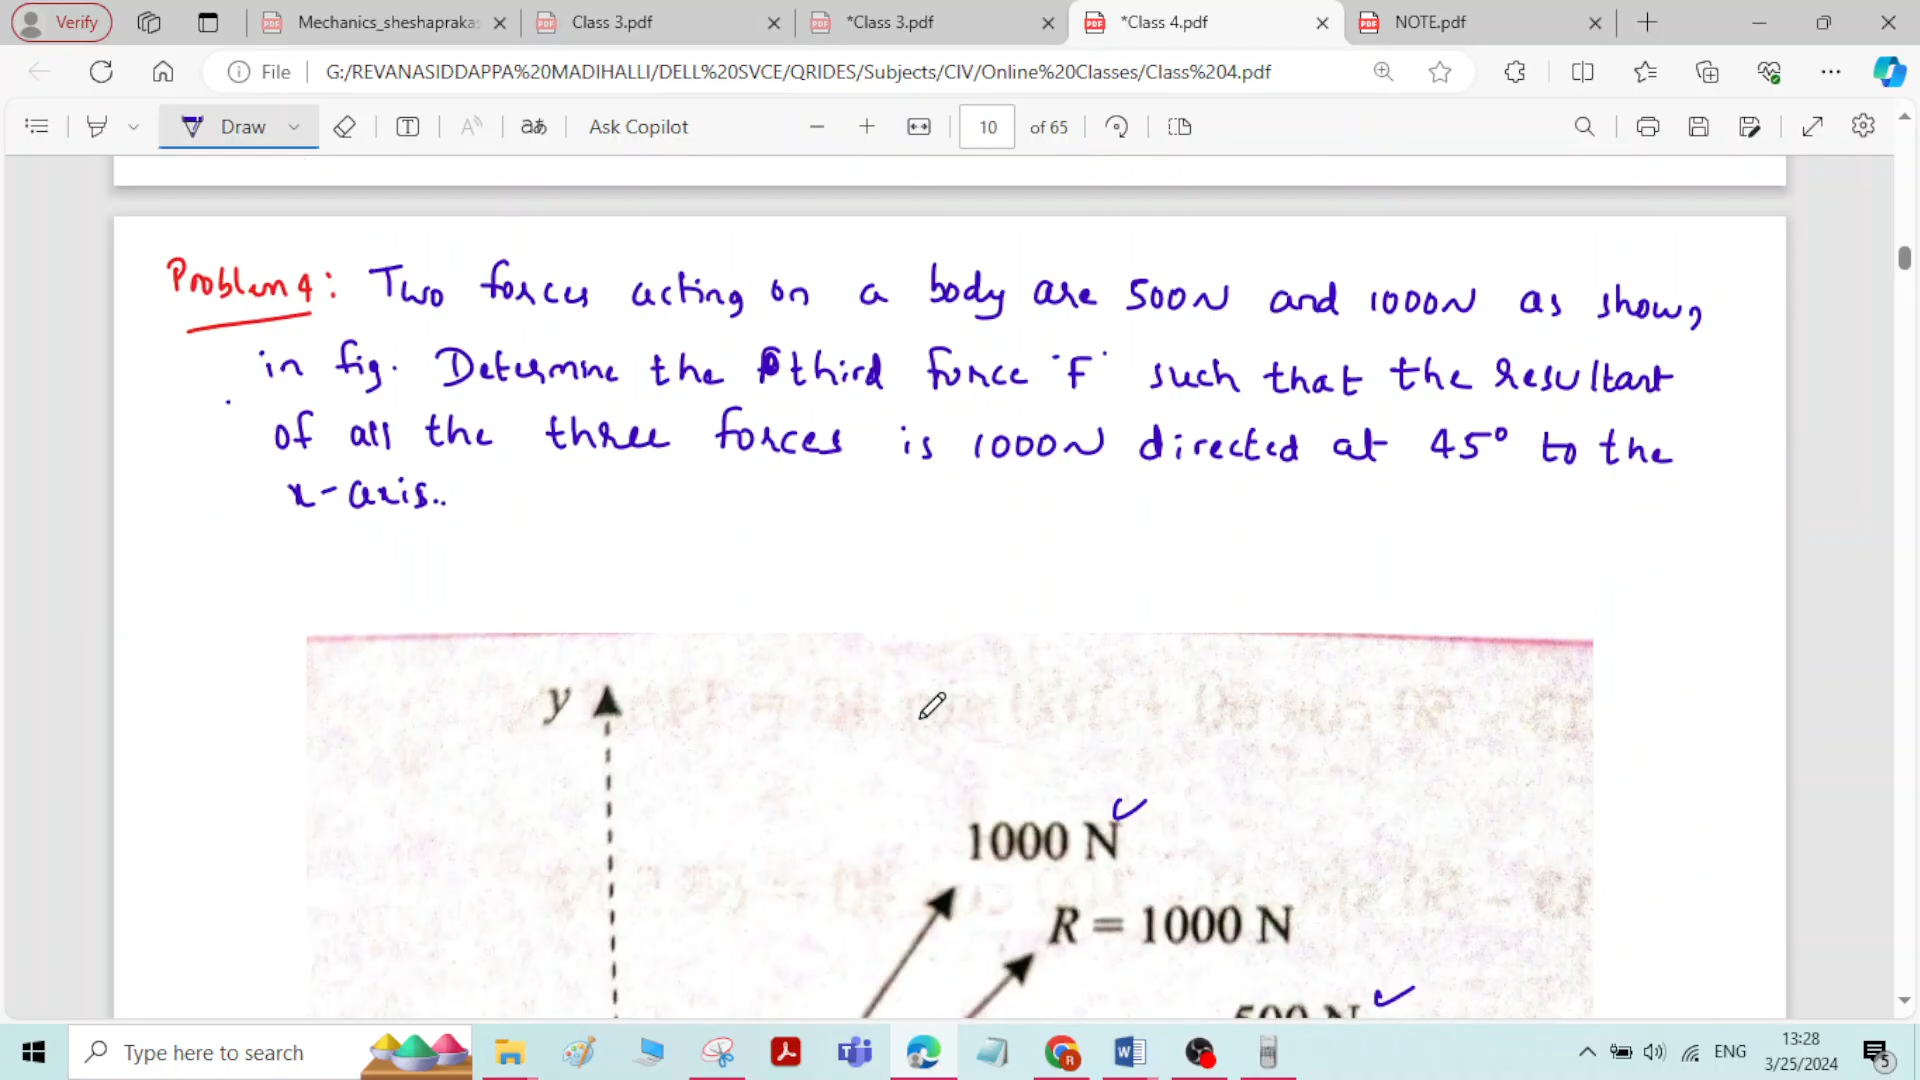 Verify
Mechanics_sheshapraka
Class 3.pdf
*Class 3.pdf
*Class 4.pdf
NOTE.pdf
File
G:/REVANASIDDAPPA%20MADIHALLI/DELL%20SVCE/QRIDES/Subjects/CIV/Online%20Classes/Class%204.pdf
Draw
Ask Copilot
10 of 65
Problem 4: Two forces acting on a body are 500N and 1000N as shown,
in fig. Determine the third force 'F' such that the resultant
of all the three forces is 1000N directed at 45° to the
x-axis..
y
1000 N
R = 1000 N
500 N
Type here to search
ENG
13:28
3/25/2024
5